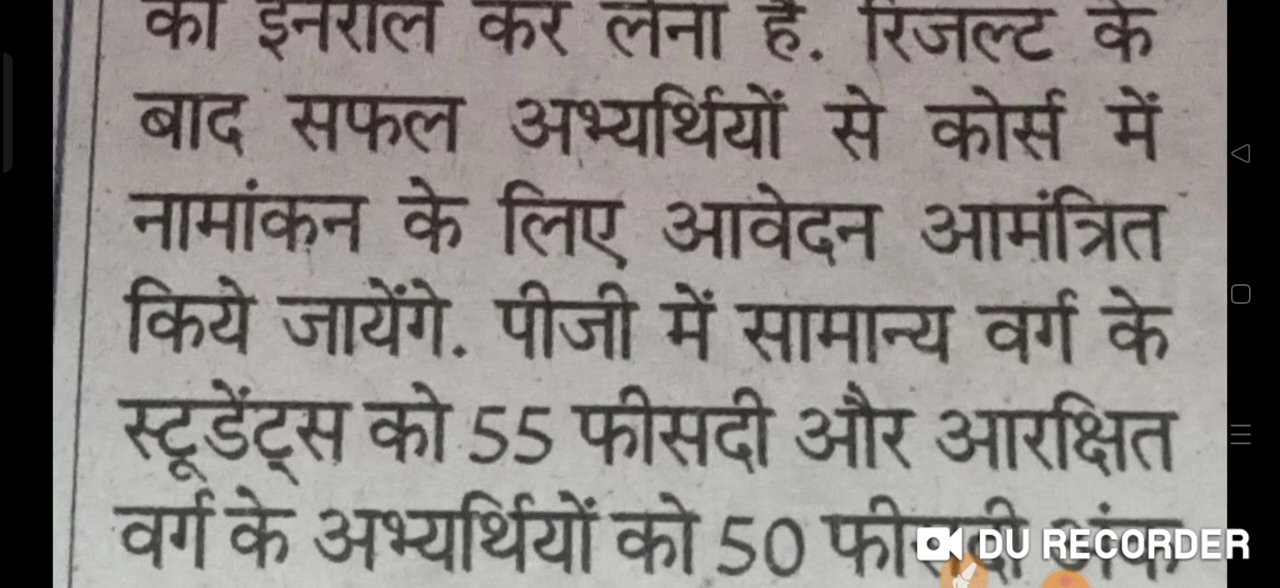 को इनरॉल कर लेना है. रिजल्ट के
बाद सफल अभ्यर्थियों से कोर्स में
नामांकन के लिए आवेदन आमंत्रित
किये जायेंगे. पीजी में सामान्य वर्ग के
स्टूडेंट्स को 55 फीसदी और आरक्षित
वर्ग के अभ्यर्थियों को 50 फीसदी अंक
DU RECORDER